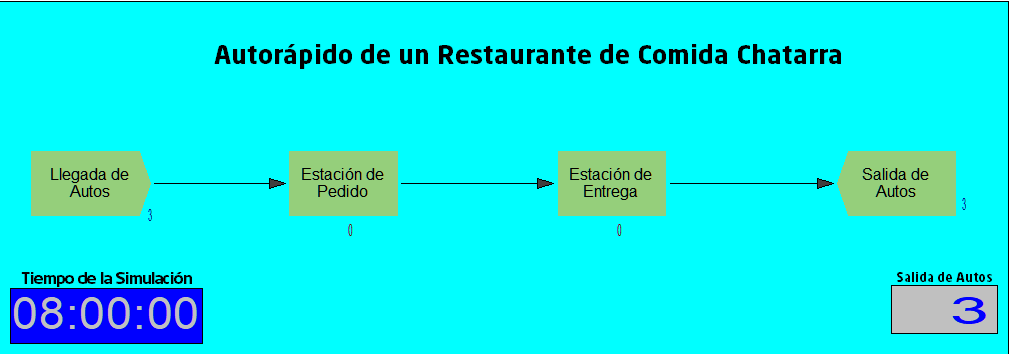 Autorápido de un Restaurante de Comida Chatarra
Llegada de
Autos
3
Estación de
Pedido
0
Estación de
Entrega
0
Salida de
Autos
3
Tiempo de la Simulación
08:00:00
Salida de Autos
3